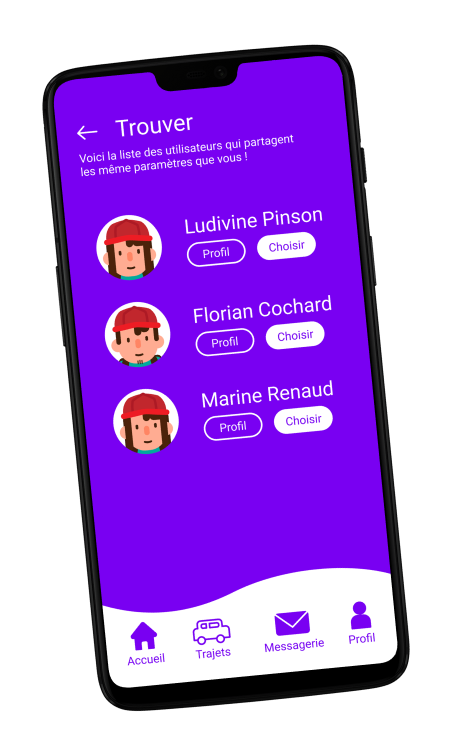 Trouver
Voici la liste des utilisateurs qui partagent
les même paramètres que vous !
Ludivine Pinson
Profil Choisir
Florian Cochard
Profil Choisir
Marine Renaud
Profil Choisir
Accueil Trajets Messagerie Profil